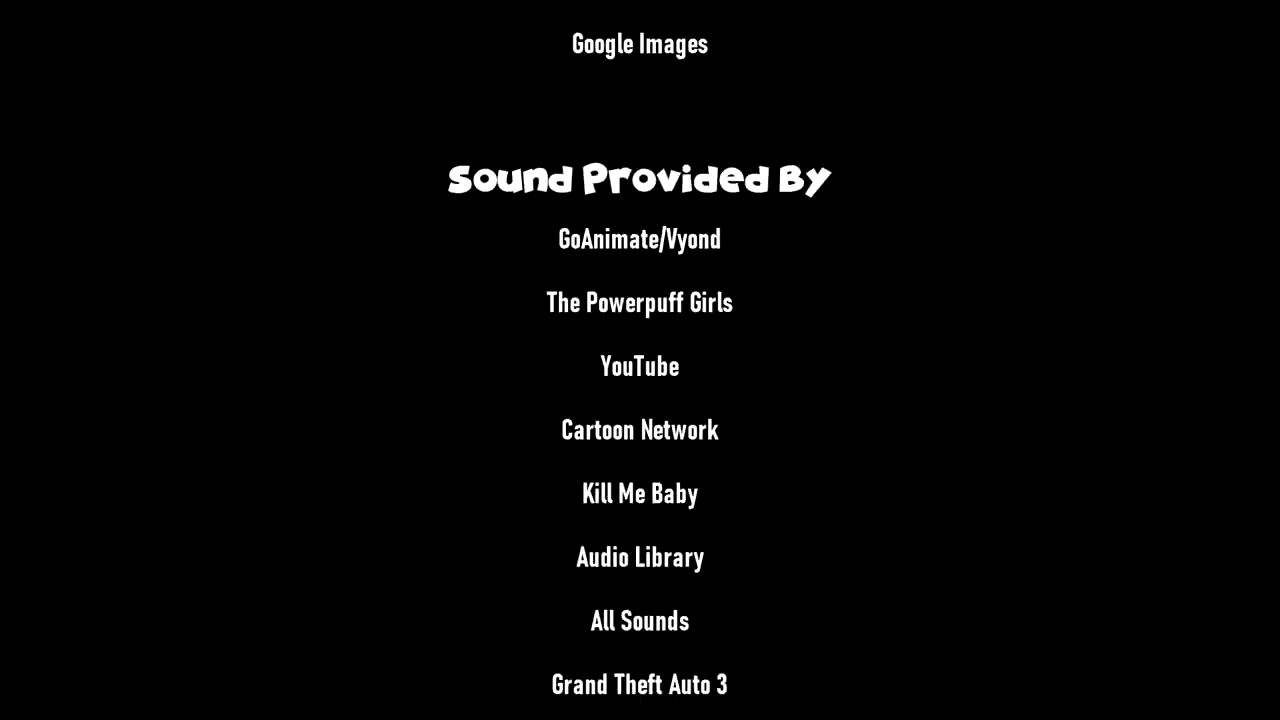 Google Images
Sound Provided By
GoAnimate/Vyond
The Powerpuff Girls
YouTube
Cartoon Network
Kill Me Baby
Audio Library
All Sounds
Grand Theft Auto 3